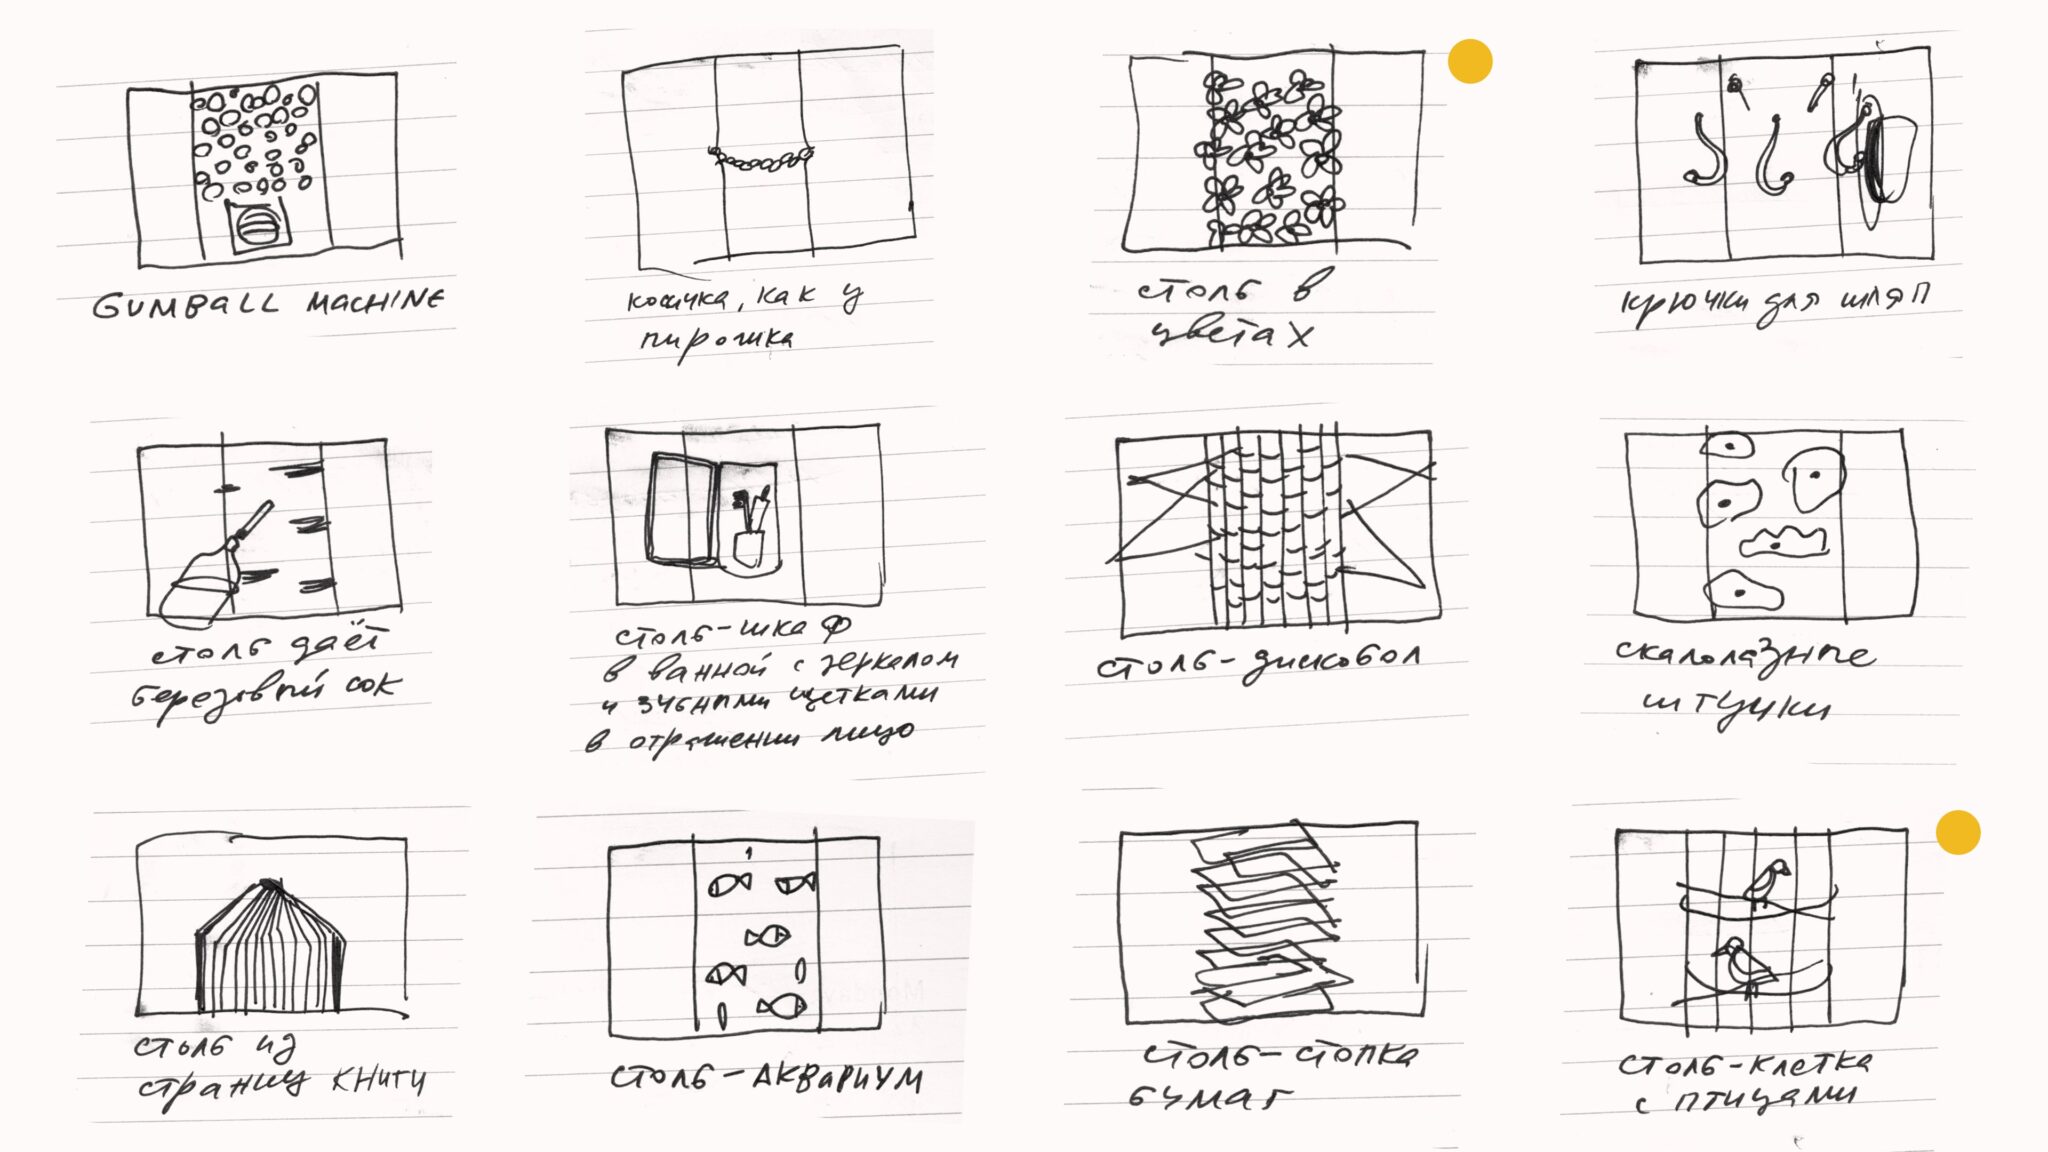 GUMBALL MACHINE
косичка, как у
пирожка
столб в
цветах
крючки для шляп
столб даёт
березовый сок
столб-шкаф
в ванной с зеркалом
и зубными щетками
в отражении лицо
столб-дискобол
скалолазные
штучки
столб из
страниц книги
столб-аквариум
столб-стопка
бумаг
столб-клетка
с птицами